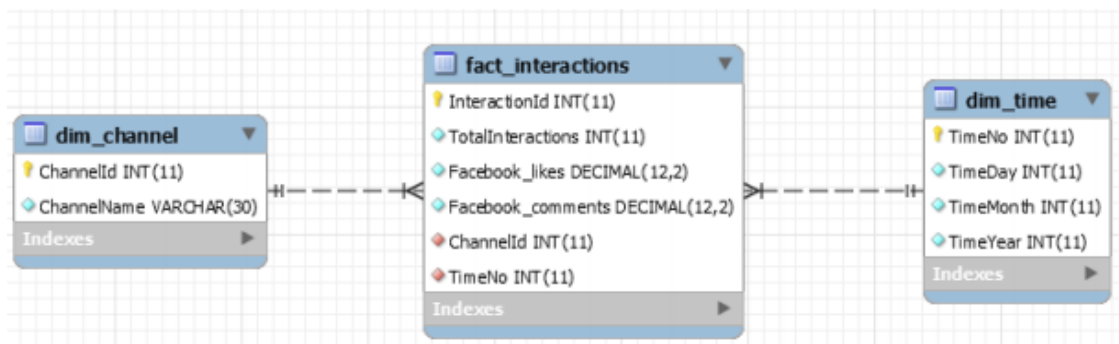 dim_channel
ChannelId INT(11)
ChannelName VARCHAR(30)
Indexes
fact_interactions
InteractionId INT(11)
TotalInteractions INT(11)
Facebook_likes DECIMAL(12,2)
Facebook_comments DECIMAL(12,2)
ChannelId INT(11)
TimeNo INT(11)
Indexes
dim_time
TimeNo INT(11)
TimeDay INT(11)
TimeMonth INT(11)
TimeYear INT(11)
Indexes